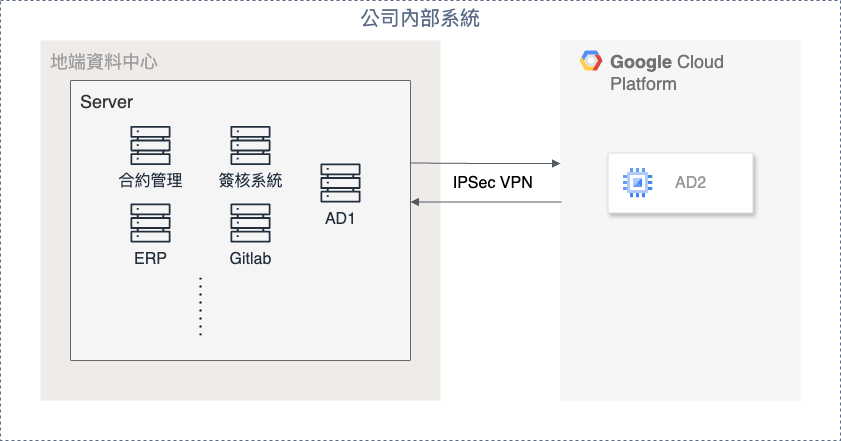 公司內部系統
地端資料中心
Server
合約管理
簽核系統
AD1
ERP
Gitlab
IPSec VPN
Google Cloud
Platform
AD2